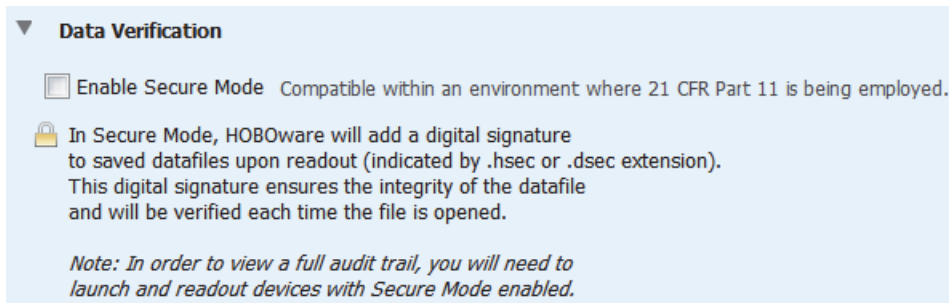 Data Verification
Enable Secure Mode Compatible within an environment where 21 CFR Part 11 is being employed.
In Secure Mode, HOBOware will add a digital signature
to saved datafiles upon readout (indicated by .hsec or .dsec extension).
This digital signature ensures the integrity of the datafile
and will be verified each time the file is opened.
Note: In order to view a full audit trail, you will need to
launch and readout devices with Secure Mode enabled.